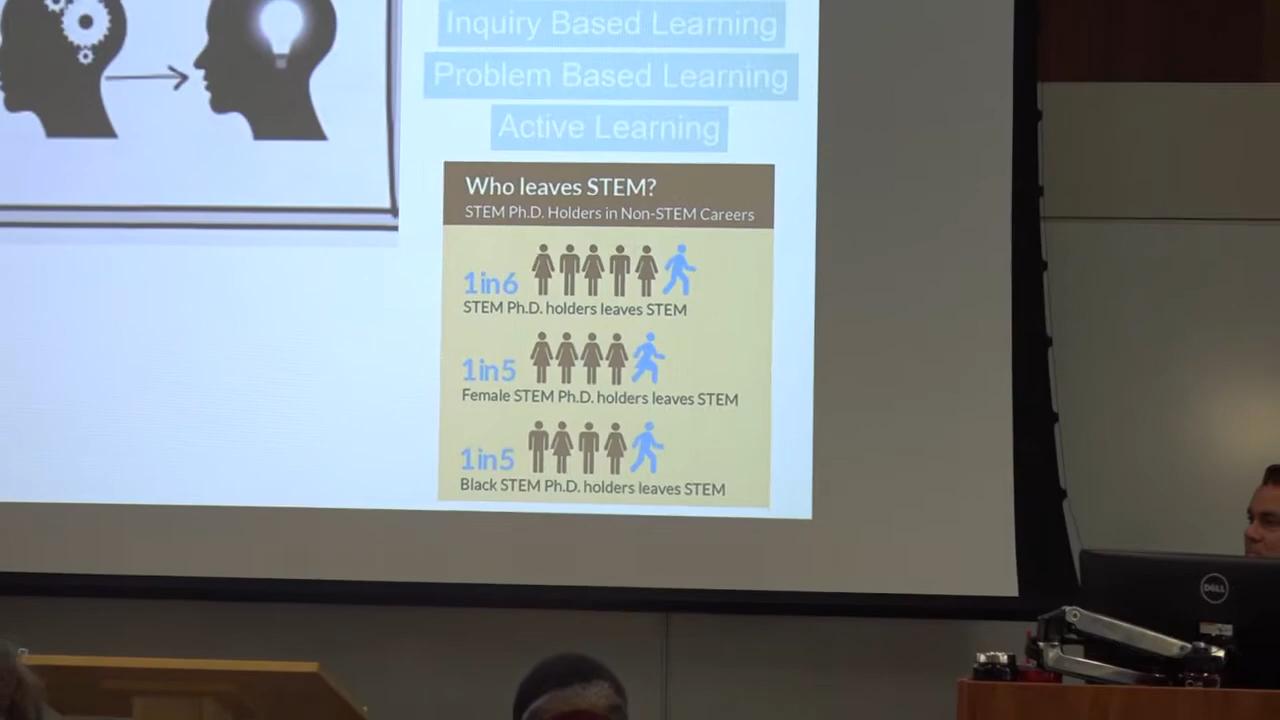 Inquiry Based Learning
Problem Based Learning
Active Learning
Who leaves STEM?
STEM Ph.D. Holders in Non-STEM Careers
1in6
STEM Ph.D. holders leaves STEM
1in5
Female STEM Ph.D. holders leaves STEM
1in5
Black STEM Ph.D. holders leaves STEM
DELL